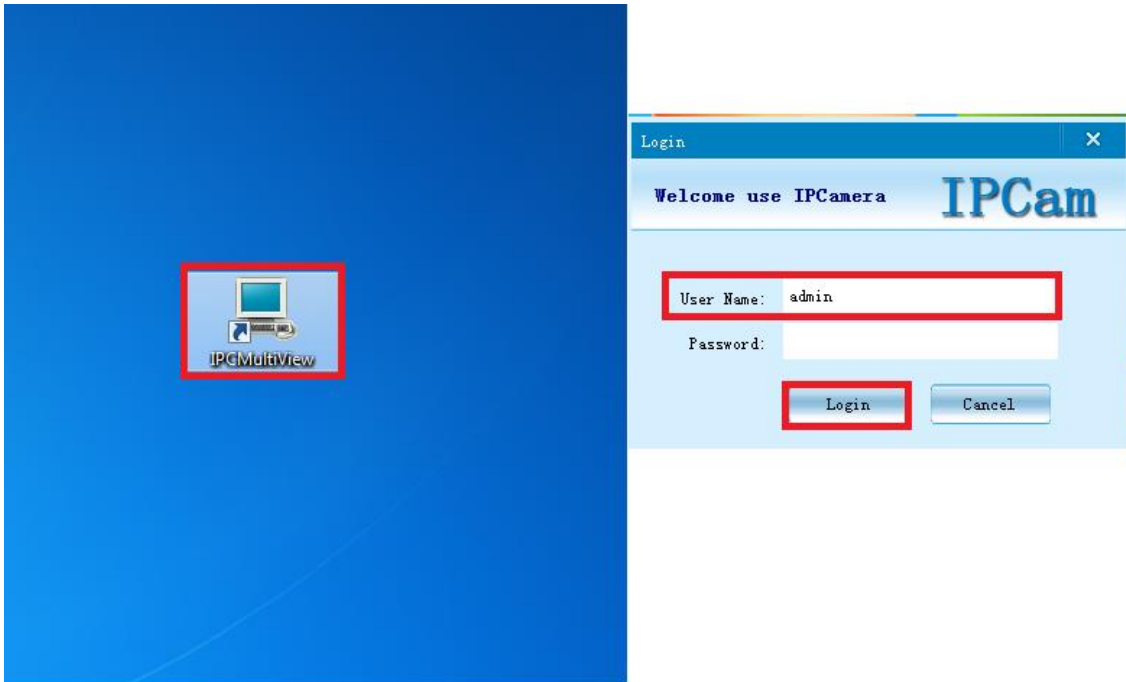 IPCMultiView
Login
Welcome use IPCamera
IPCam
User Name: admin
Password:
Login Cancel